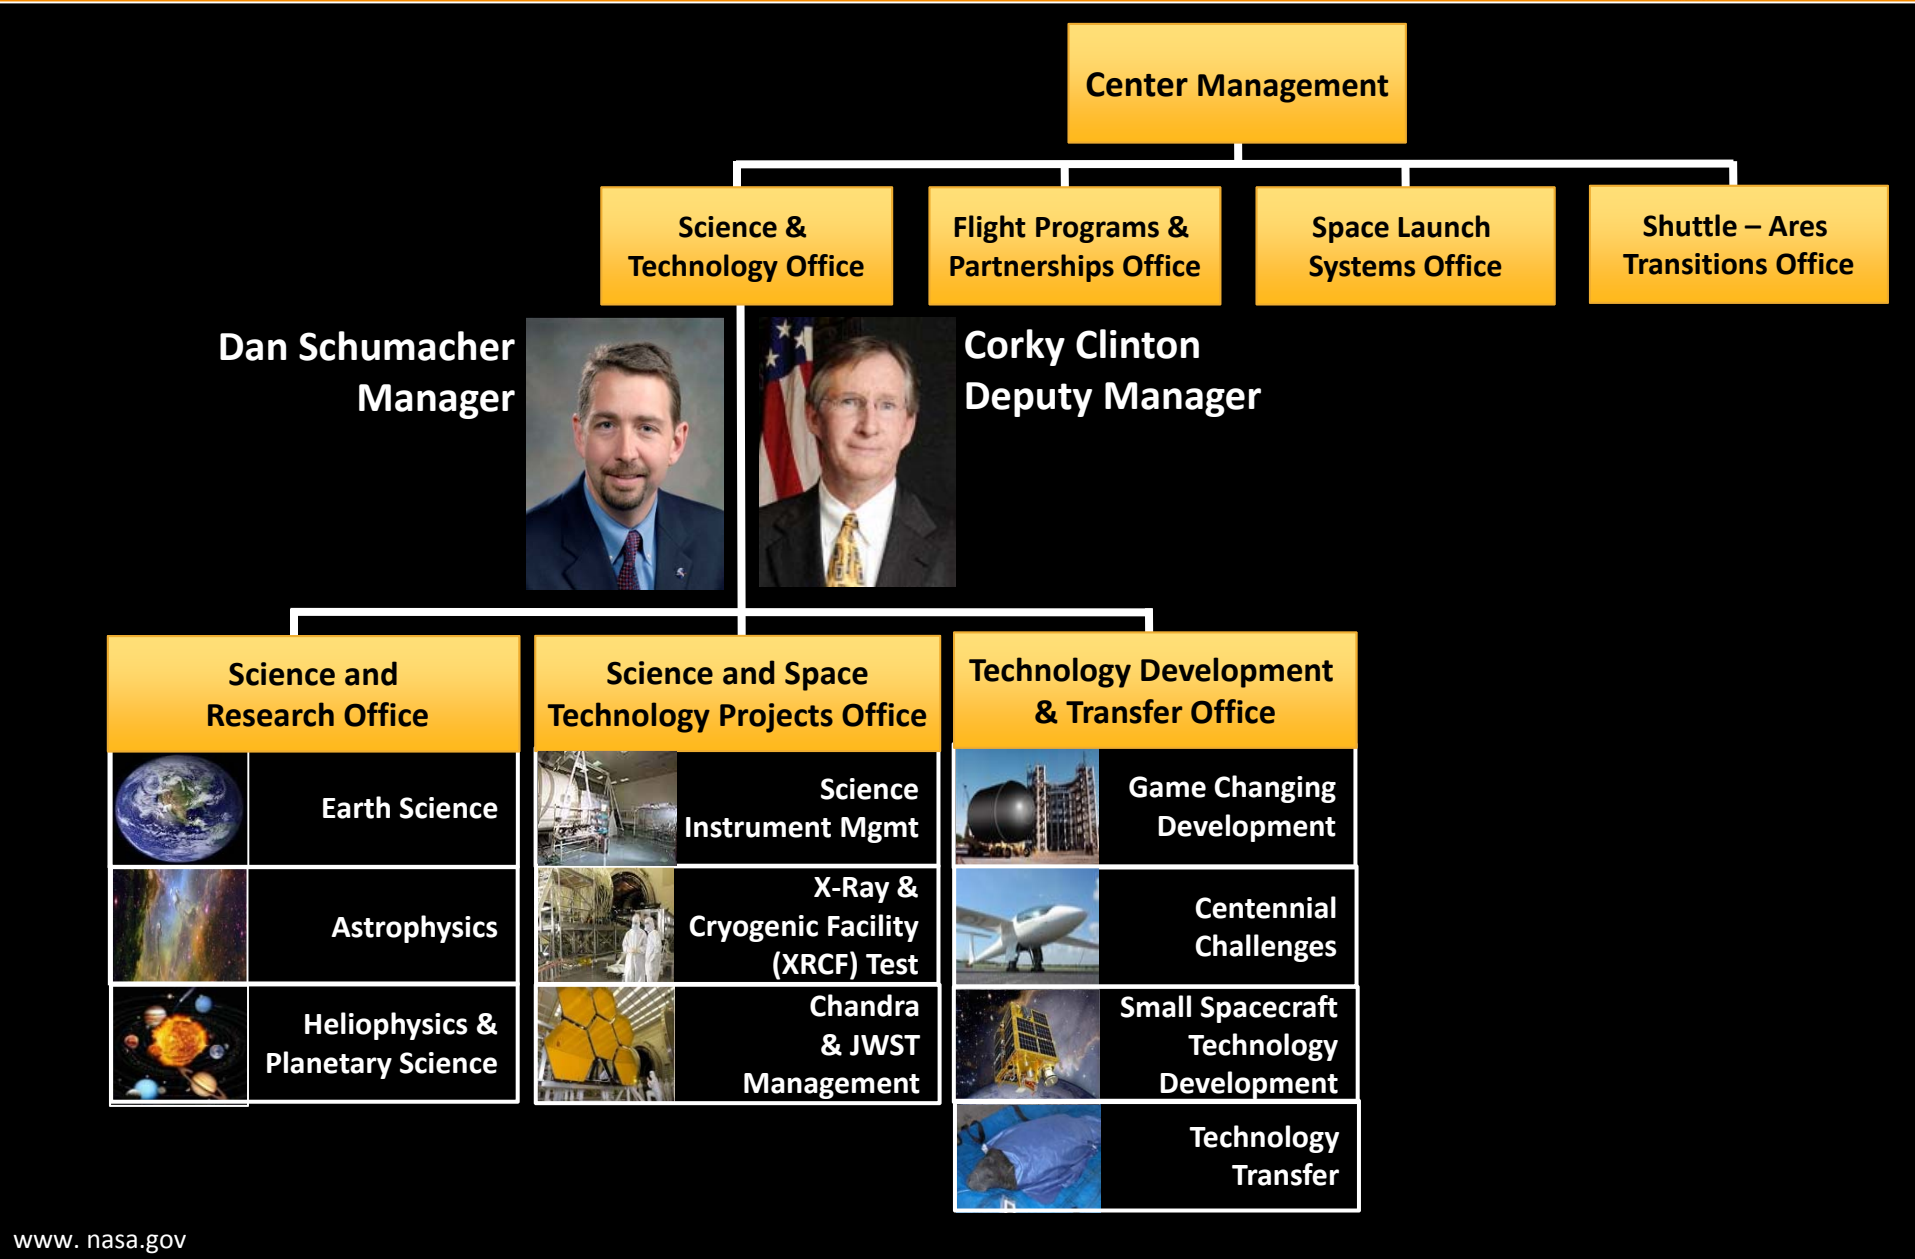 Center Management
Science &
Technology Office
Flight Programs &
Partnerships Office
Space Launch
Systems Office
Shuttle – Ares
Transitions Office
Dan Schumacher
Manager
Corky Clinton
Deputy Manager
Science and
Research Office
Science and Space
Technology Projects Office
Technology Development
& Transfer Office
Earth Science
Astrophysics
Heliophysics &
Planetary Science
Science
Instrument Mgmt
X-Ray &
Cryogenic Facility
(XRCF) Test
Chandra
& JWST
Management
Game Changing
Development
Centennial
Challenges
Small Spacecraft
Technology
Development
Technology
Transfer
www. nasa.gov